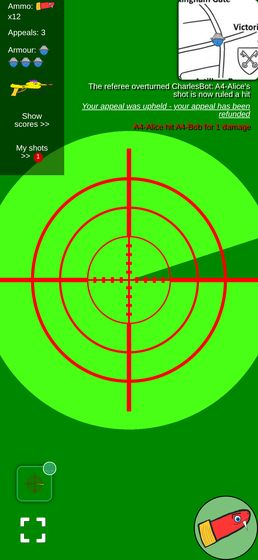 Ammo:
x12
Appeals: 3
Armour:
Show
scores >>
My shots
>> 1
Victori
The referee overturned CharlesBot: A4-Alice's
shot is now ruled a hit
Your appeal was upheld - your appeal has been
refunded
A4-Alice hit A4-Bob for 1 damage